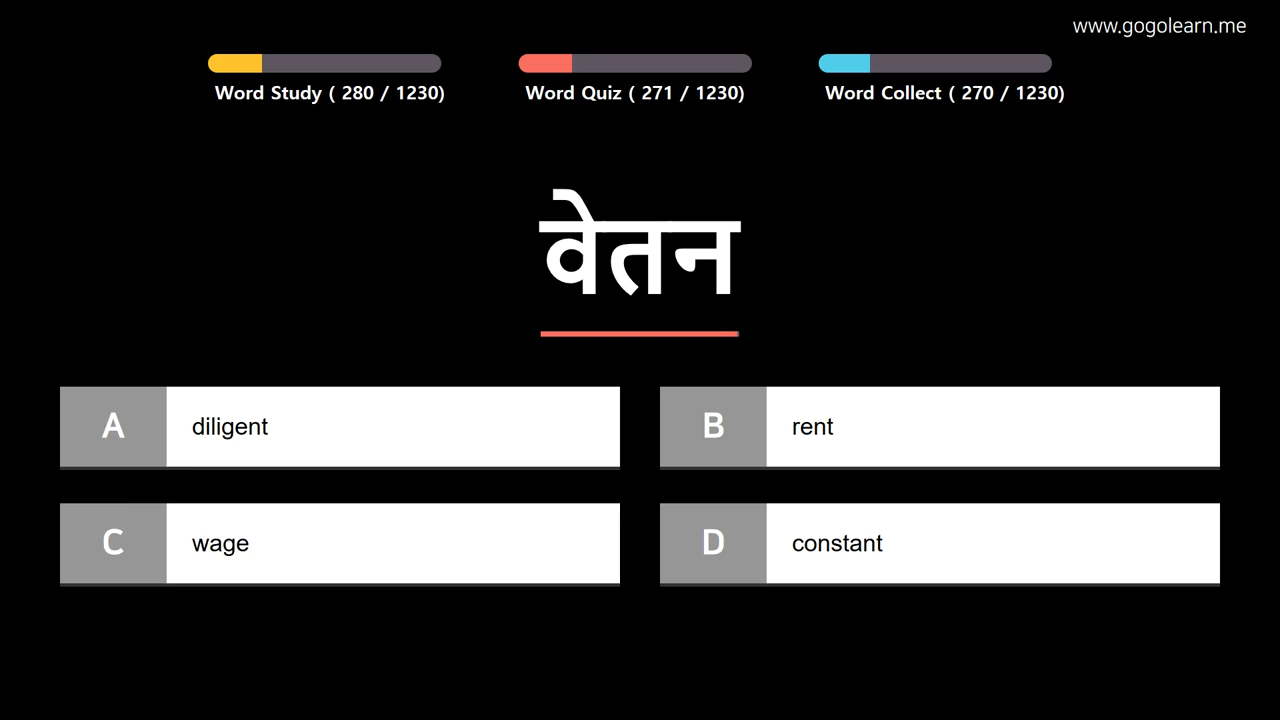 www.gogolearn.me
Word Study ( 280 / 1230)
Word Quiz ( 271 / 1230)
Word Collect ( 270 / 1230)
वेतन
A diligent
B rent
C wage
D constant